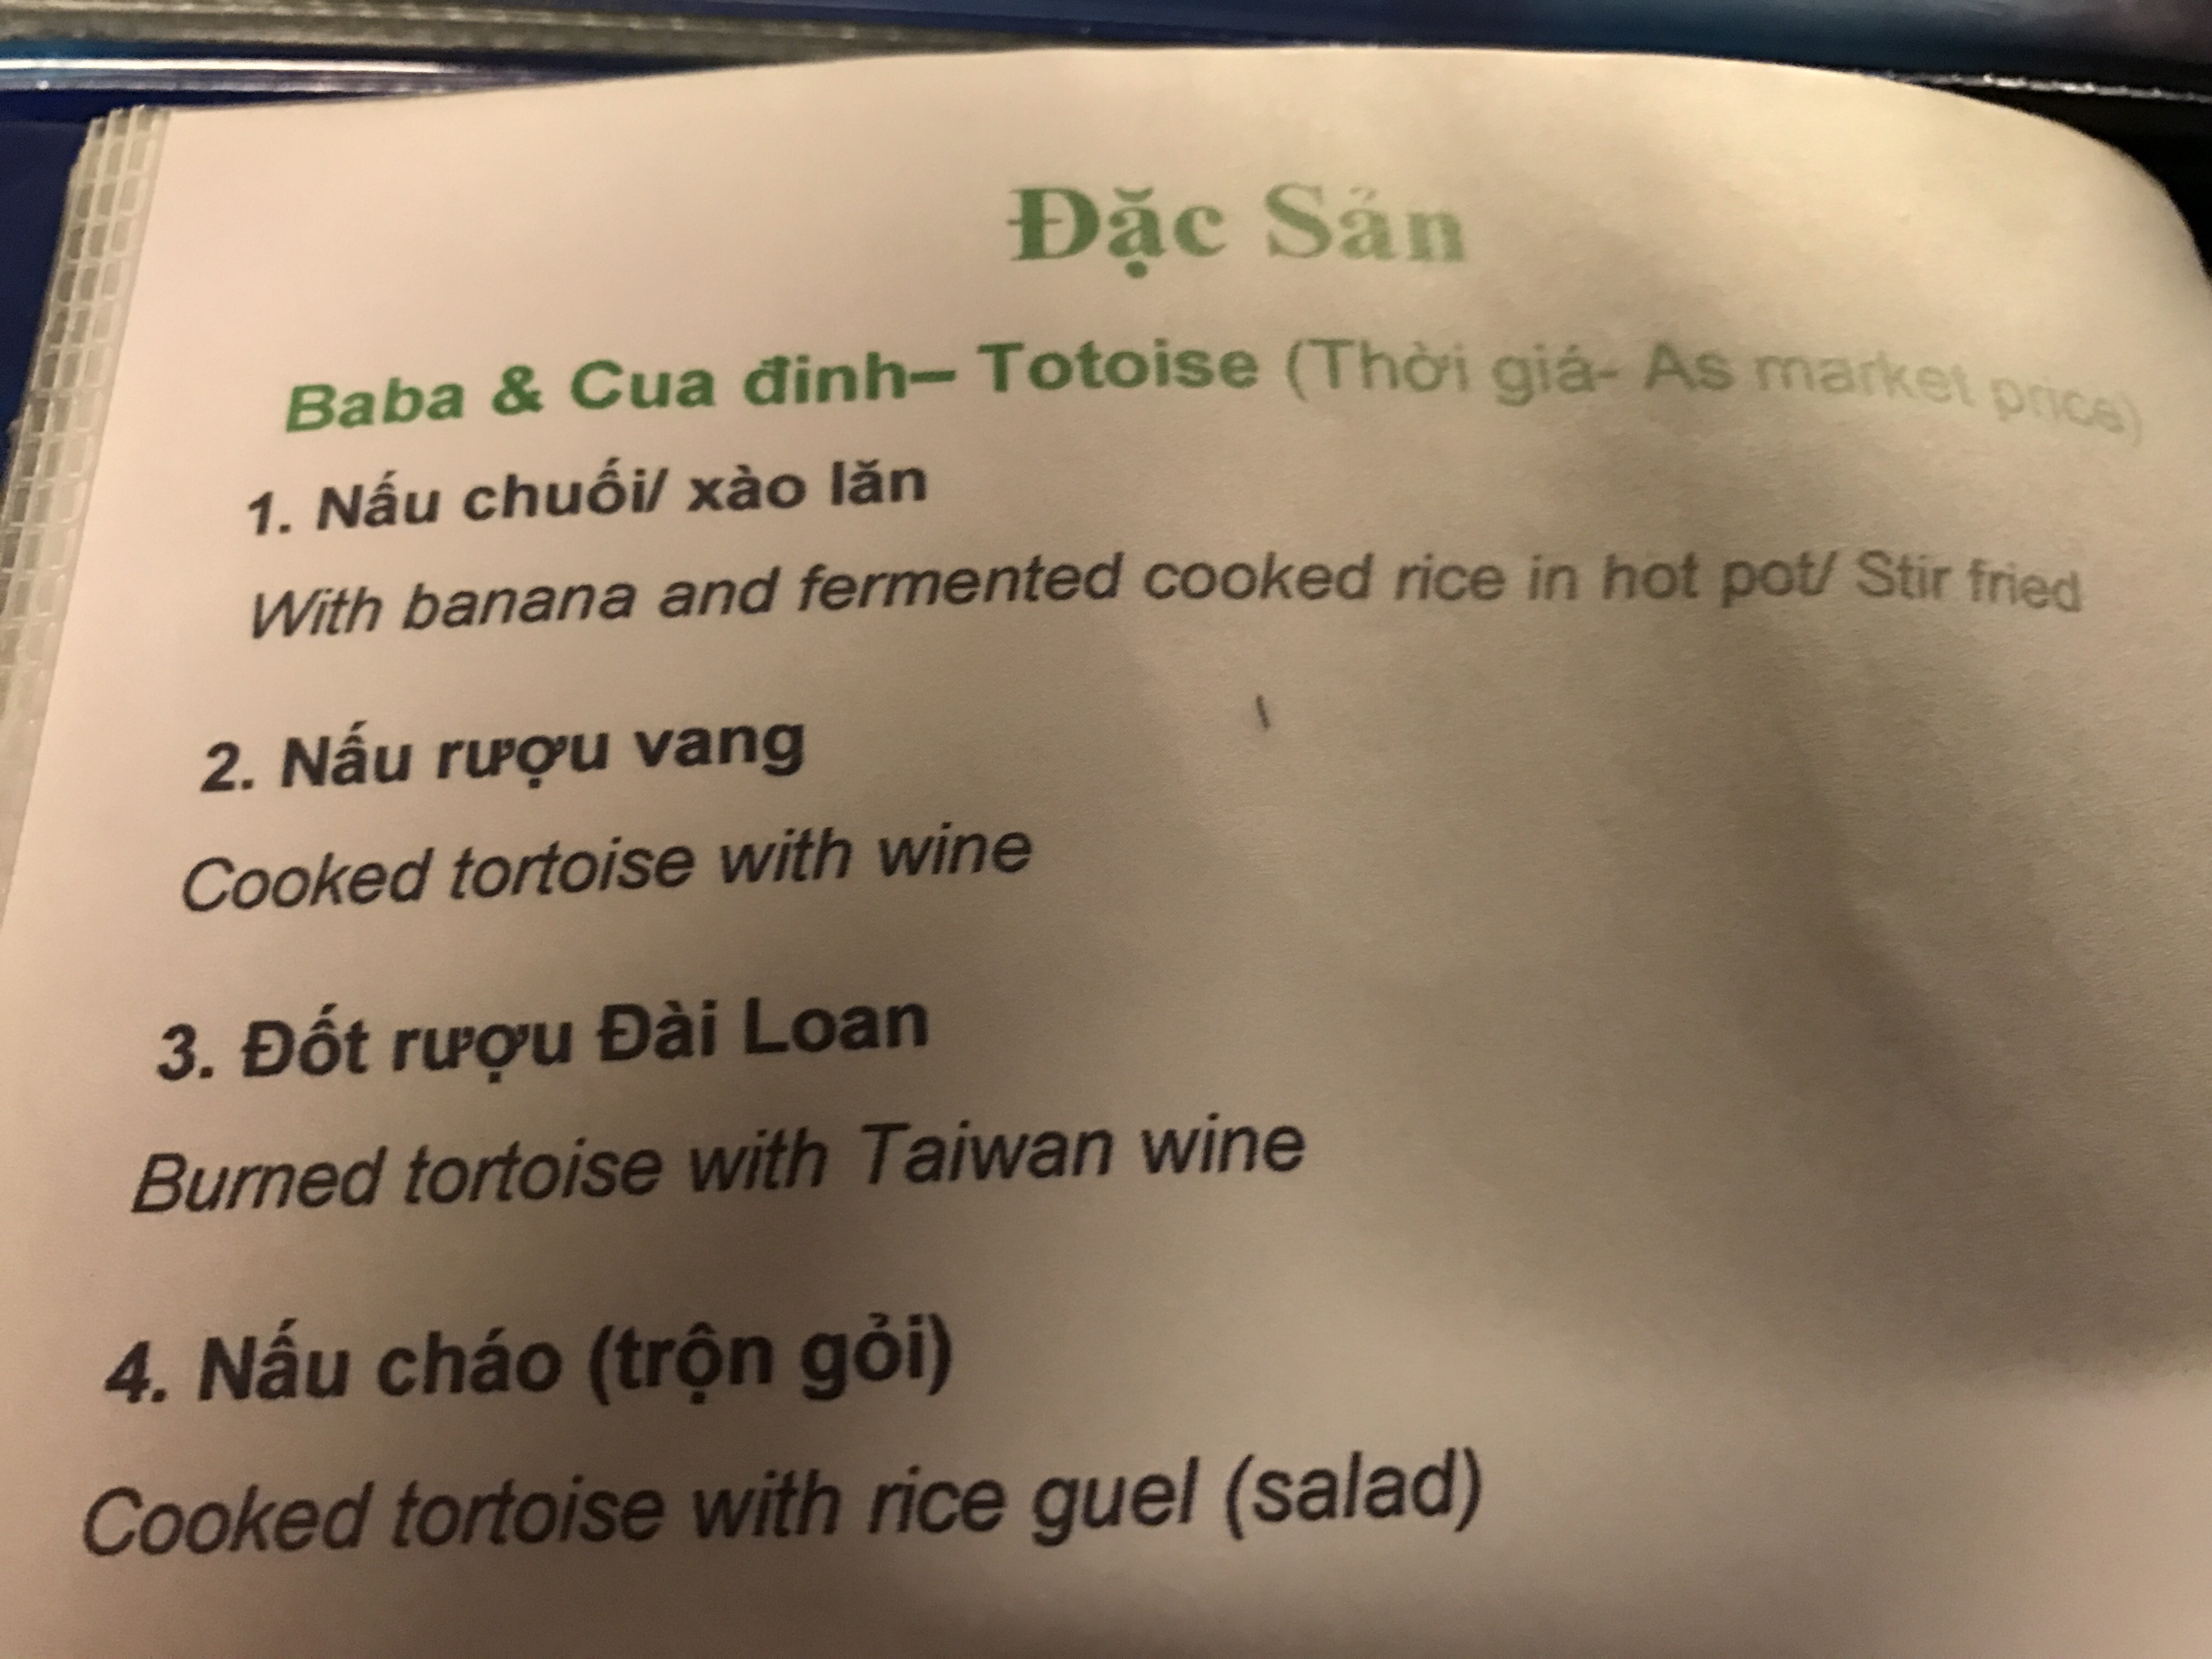 Đặc Sản
Baba & Cua đinh– Totoise (Thời giá- As market price)
1. Nấu chuối/ xào lăn
With banana and fermented cooked rice in hot pot/ Stir fried
2. Nấu rượu vang
Cooked tortoise with wine
3. Đốt rượu Đài Loan
Burned tortoise with Taiwan wine
4. Nấu cháo (trộn gỏi)
Cooked tortoise with rice guel (salad)